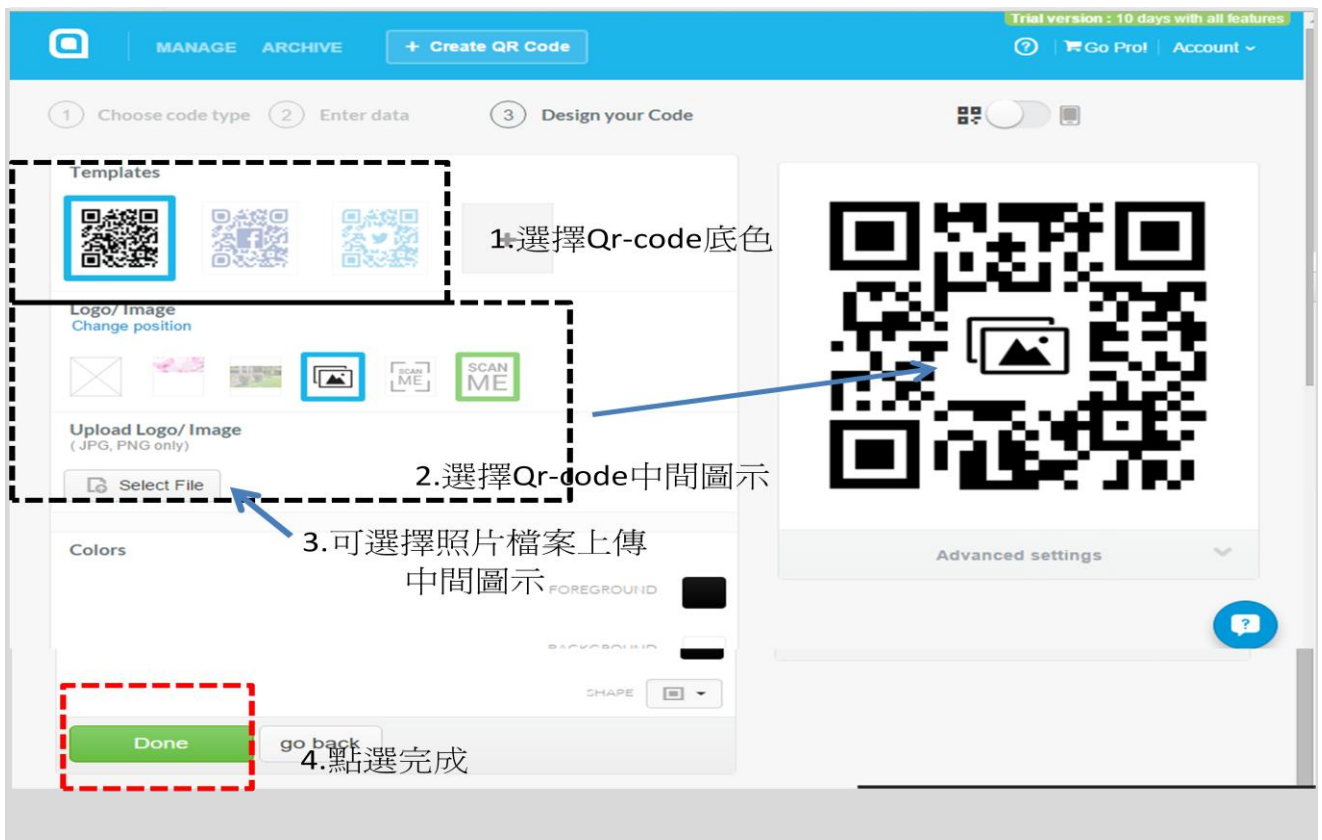 Trial version : 10 days with all features
MANAGE ARCHIVE + Create QR Code
Go Pro! Account
1 Choose code type 2 Enter data 3 Design your Code
Templates
1.選擇Qr-code底色
Logo/ Image
Change position
SCAN ME
SCAN ME
Upload Logo/ Image
( JPG, PNG only)
2.選擇Qr-code中間圖示
Select File
3.可選擇照片檔案上傳
中間圖示
Colors
Advanced settings
FOREGROUND
BACKGROUND
SHAPE
Done go back
4.點選完成